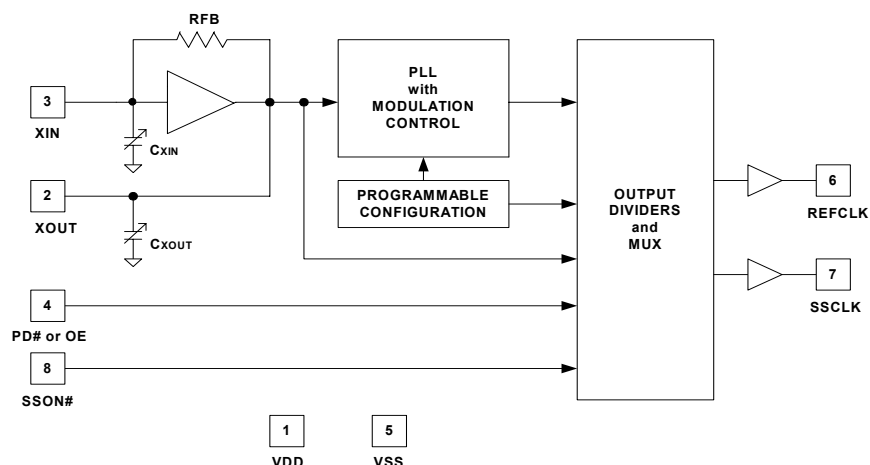 RFB
3
XIN
CXIN
2
XOUT
CXOUT
4
PD# or OE
8
SSON#
PLL
with
MODULATION
CONTROL
PROGRAMMABLE
CONFIGURATION
OUTPUT
DIVIDERS
and
MUX
6
REFCLK
7
SSCLK
1
VDD
5
VSS